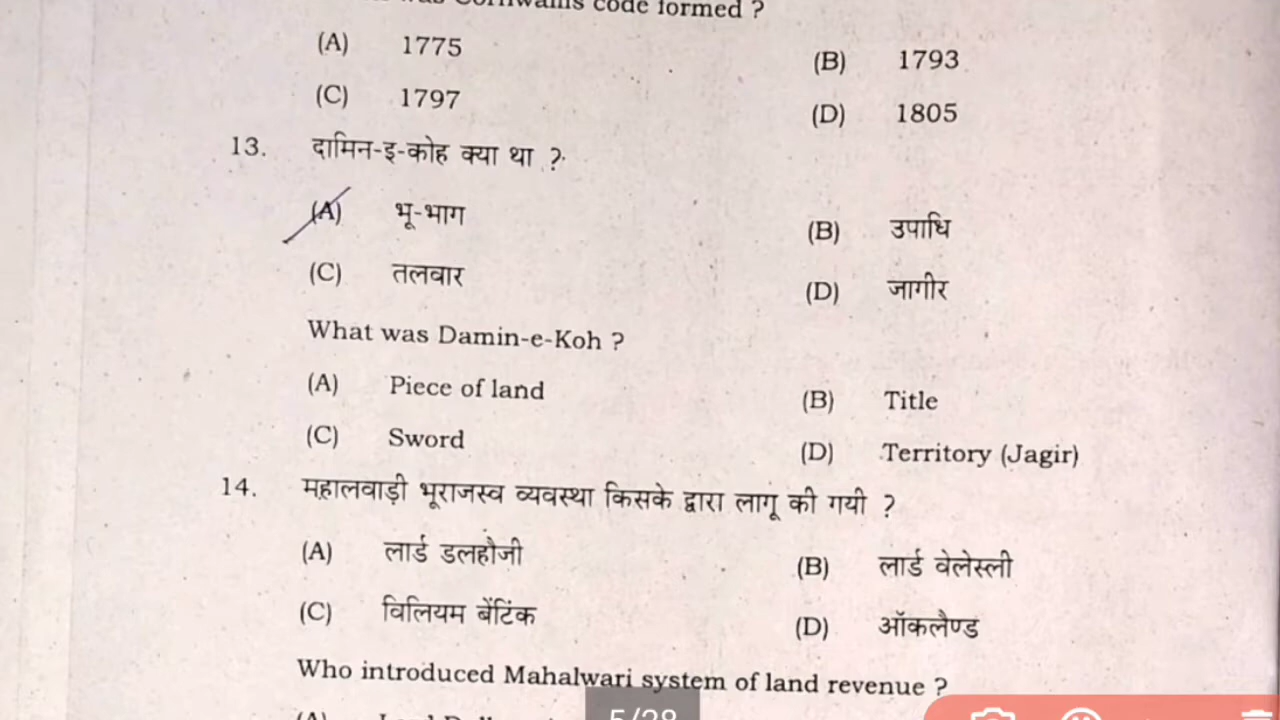 code formed ?
(A) 1775 (B) 1793
(C) 1797 (D) 1805
13. दामिन-इ-कोह क्या था ?
(A) भू-भाग (B) उपाधि
(C) तलवार (D) जागीर
What was Damin-e-Koh ?
(A) Piece of land (B) Title
(C) Sword (D) Territory (Jagir)
14. महालवाड़ी भूराजस्व व्यवस्था किसके द्वारा लागू की गयी ?
(A) लार्ड डलहौजी (B) लार्ड वेलेस्ली
(C) विलियम बेंटिंक (D) ऑकलैण्ड
Who introduced Mahalwari system of land revenue ?